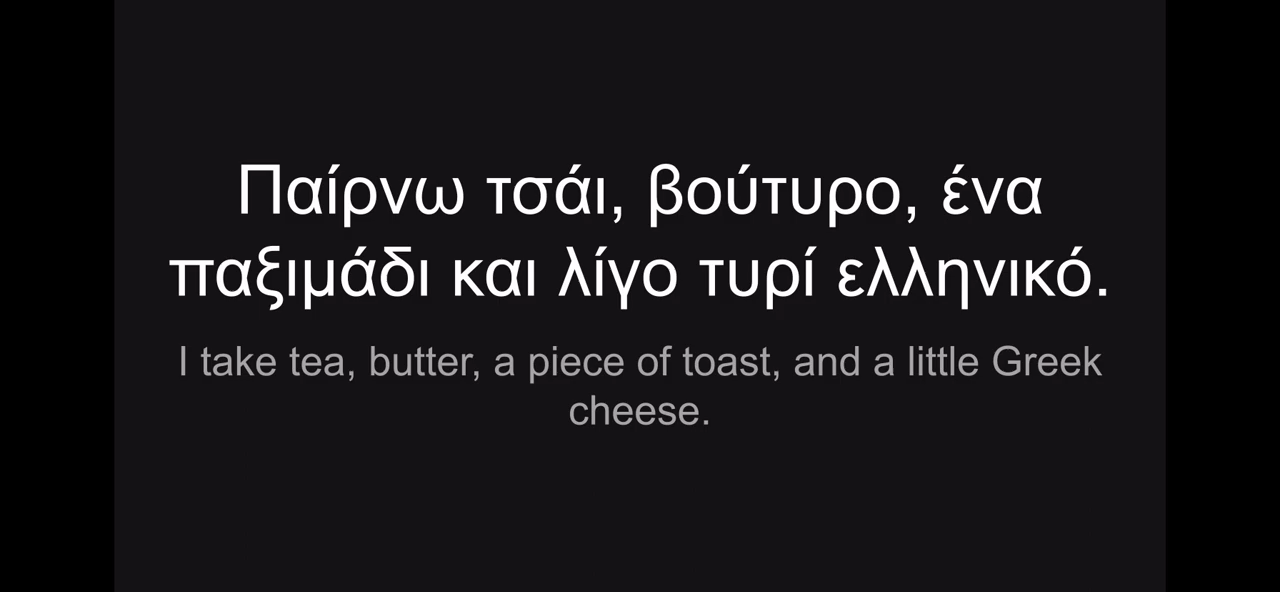 Παίρνω τσάι, βούτυρο, ένα
παξιμάδι και λίγο τυρί ελληνικό.
I take tea, butter, a piece of toast, and a little Greek
cheese.